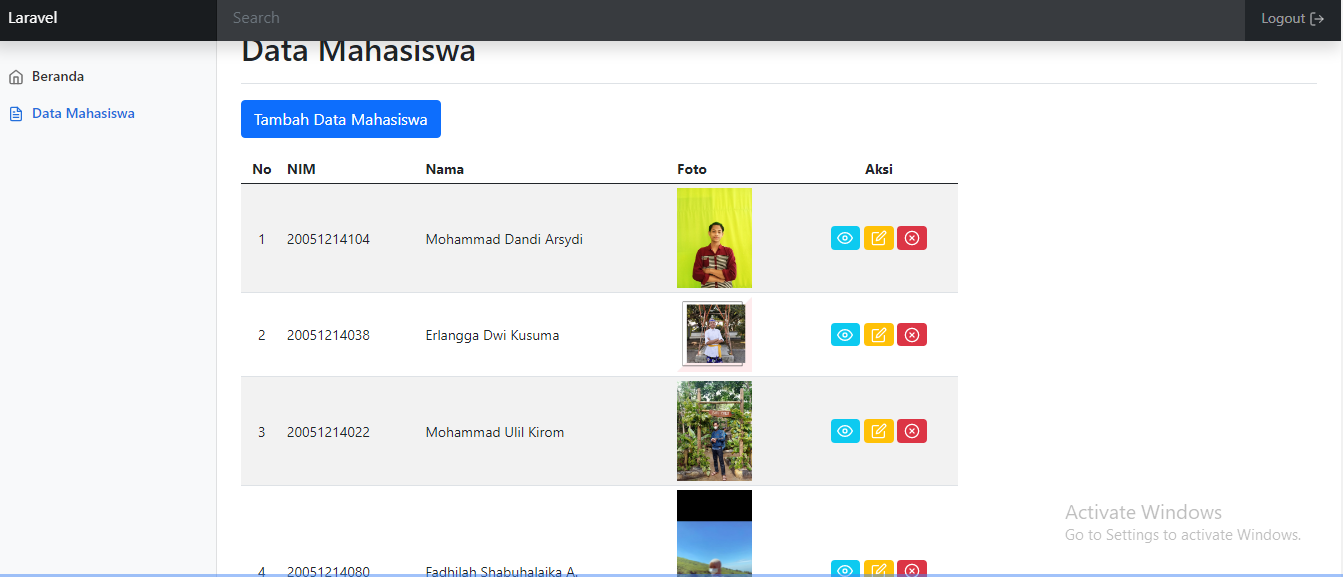 Laravel
Search
Logout
Data Mahasiswa
Beranda
Data Mahasiswa
Tambah Data Mahasiswa
No NIM Nama Foto Aksi
1 20051214104 Mohammad Dandi Arsydi
2 20051214038 Erlangga Dwi Kusuma
3 20051214022 Mohammad Ulil Kirom
4 20051214080 Fadhilah Shabuhalaika A.
Activate Windows
Go to Settings to activate Windows.